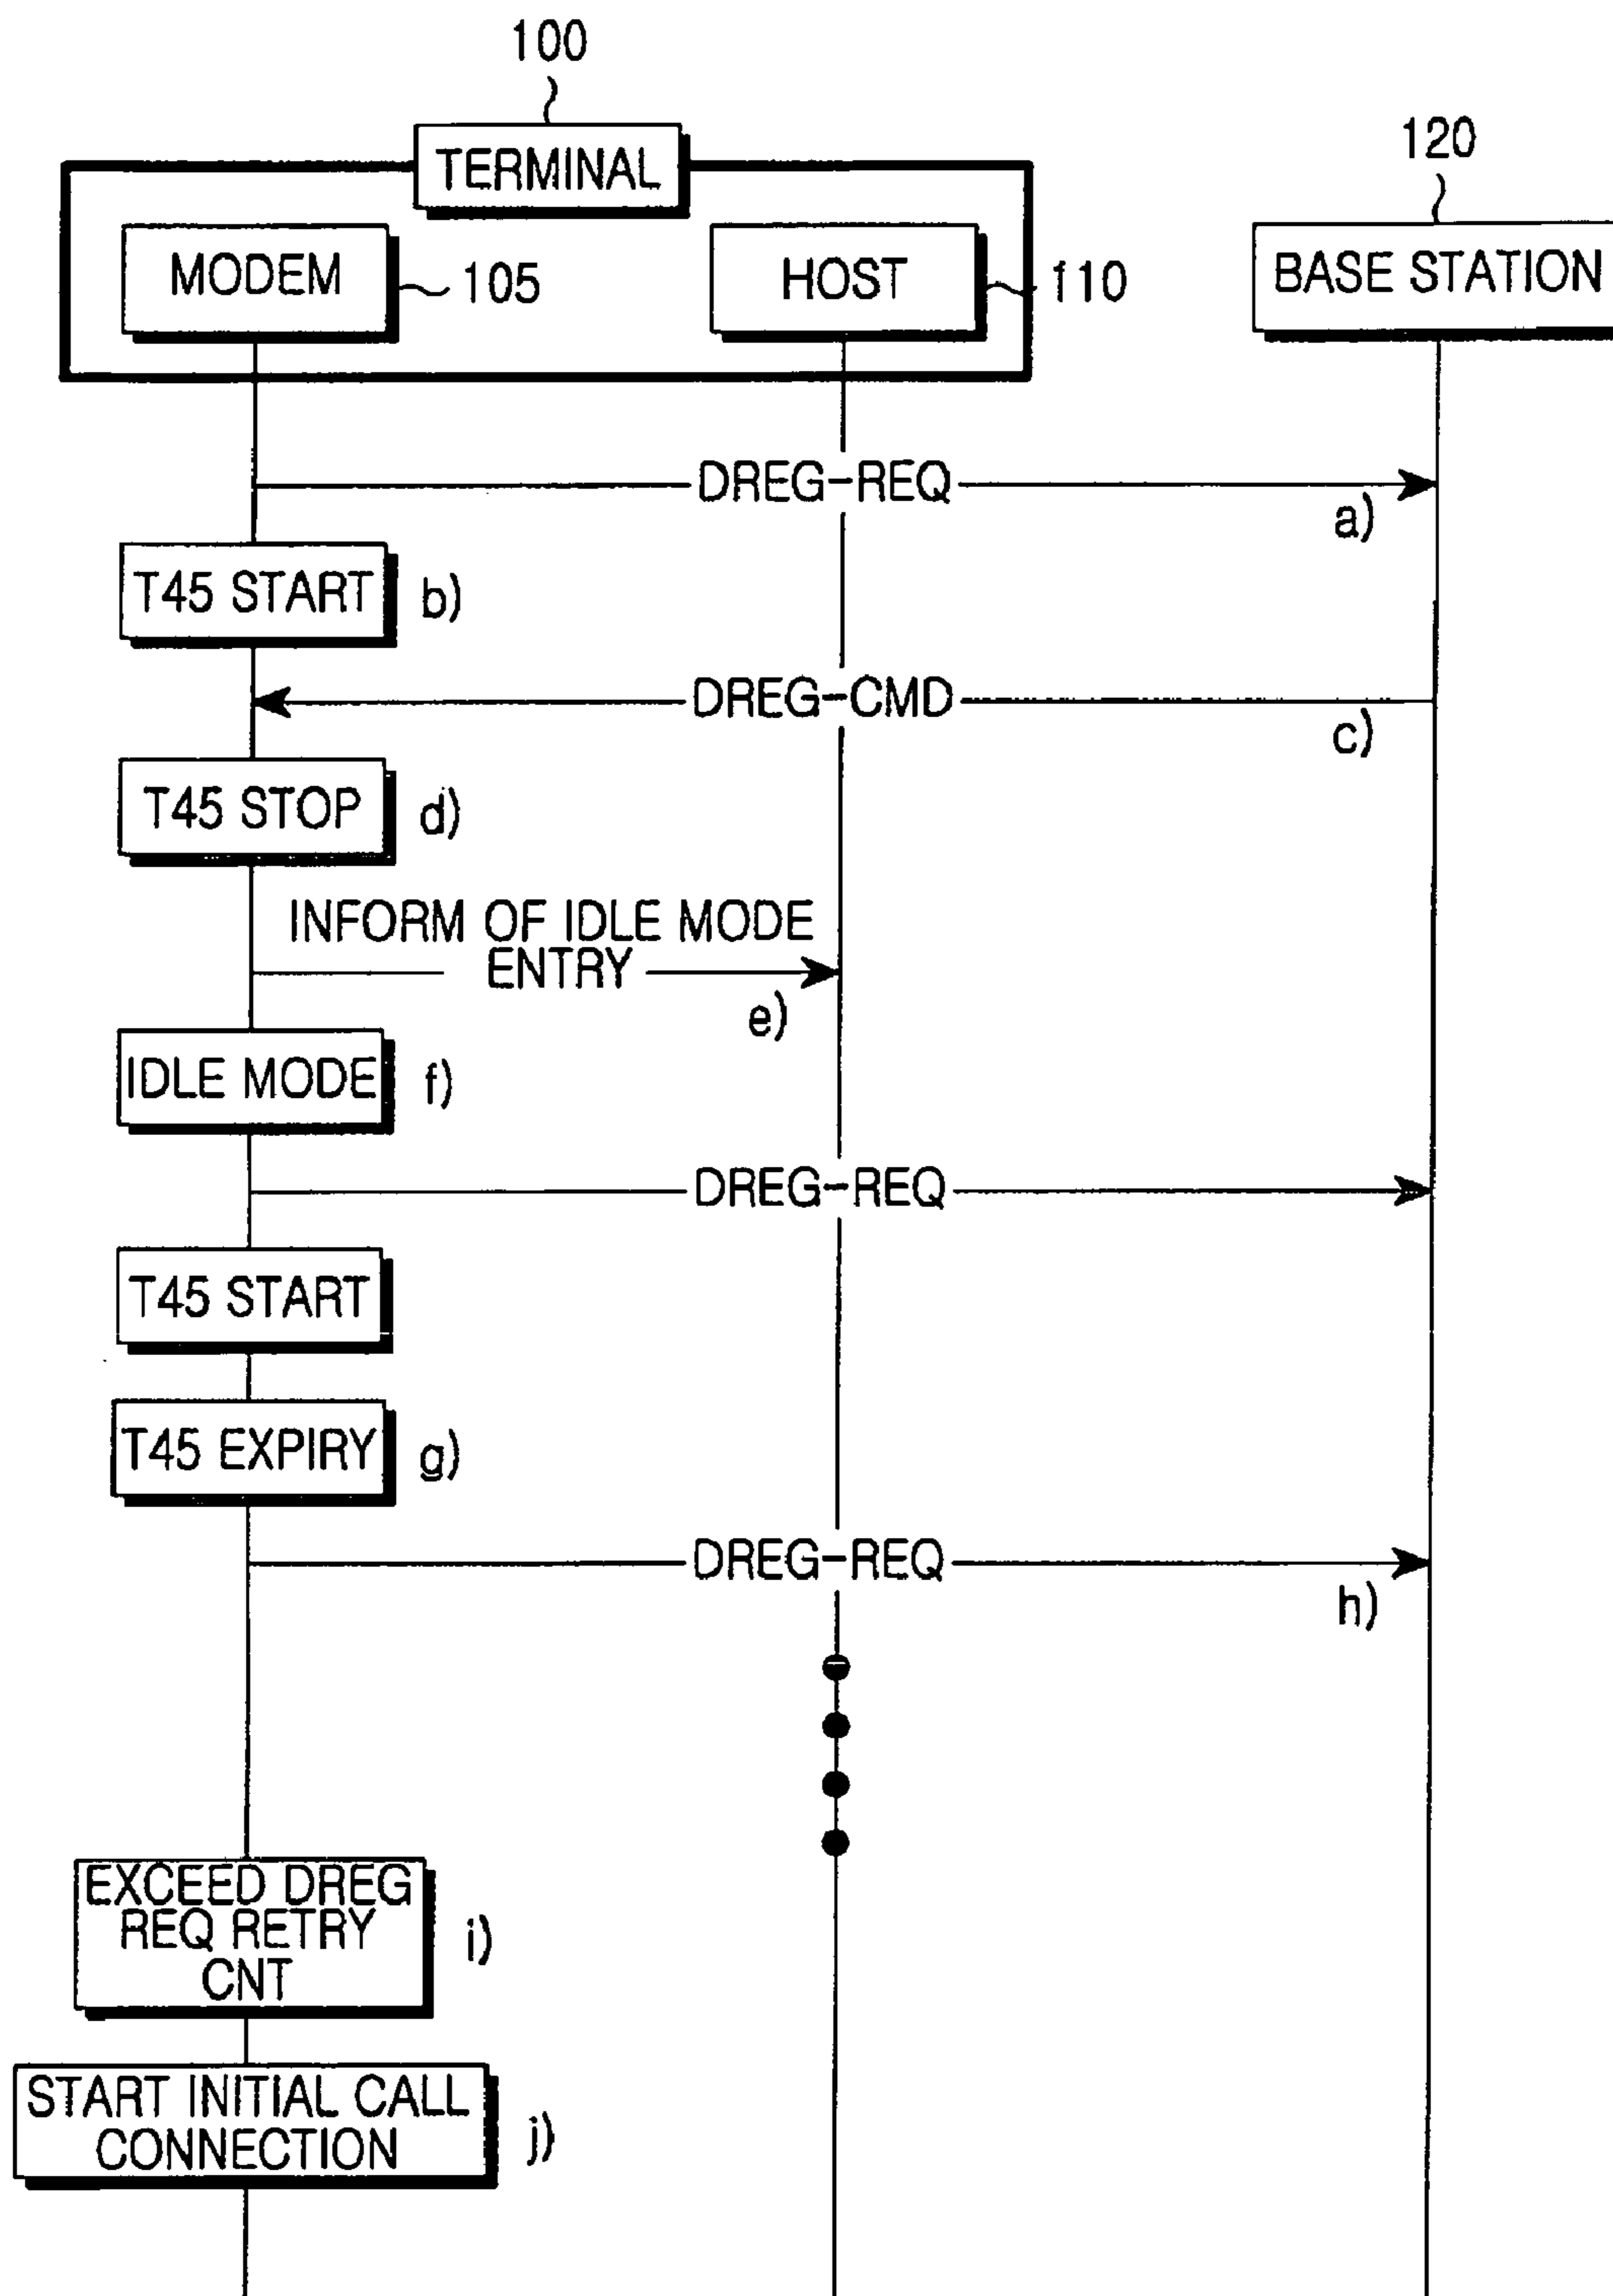 100
TERMINAL
120
MODEM
105
HOST
110
BASE STATION
DREG-REQ
a)
T45 START
b)
DREG-CMD
c)
T45 STOP
d)
INFORM OF IDLE MODE
ENTRY
e)
IDLE MODE
f)
DREG-REQ
T45 START
T45 EXPIRY
g)
DREG-REQ
h)
EXCEED DREG
REQ RETRY
CNT
i)
START INITIAL CALL
CONNECTION
j)